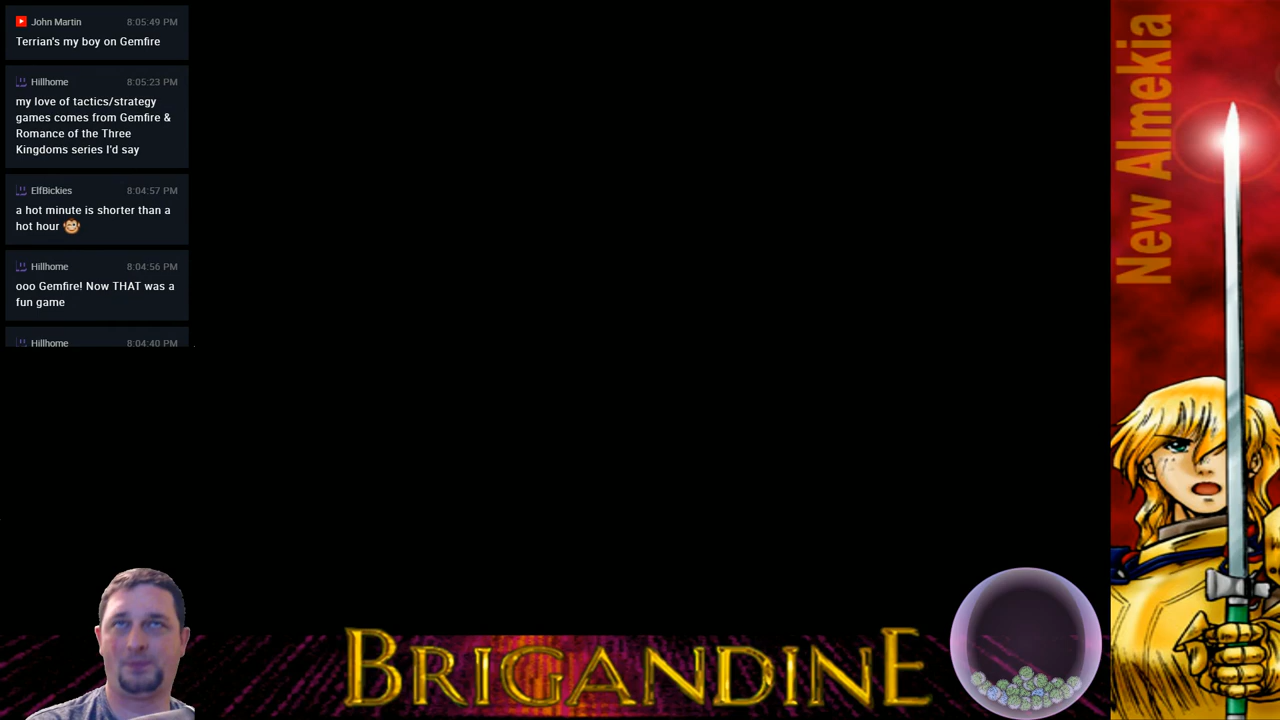 John Martin 8:05:49 PM
Terrian's my boy on Gemfire
Hillhome 8:05:23 PM
my love of tactics/strategy
games comes from Gemfire &
Romance of the Three
Kingdoms series I'd say
ElfBickies 8:04:57 PM
a hot minute is shorter than a
hot hour
Hillhome 8:04:56 PM
ooo Gemfire! Now THAT was a
fun game
Hillhome 8:04:40 PM
BRIGANDINE
New Almekia